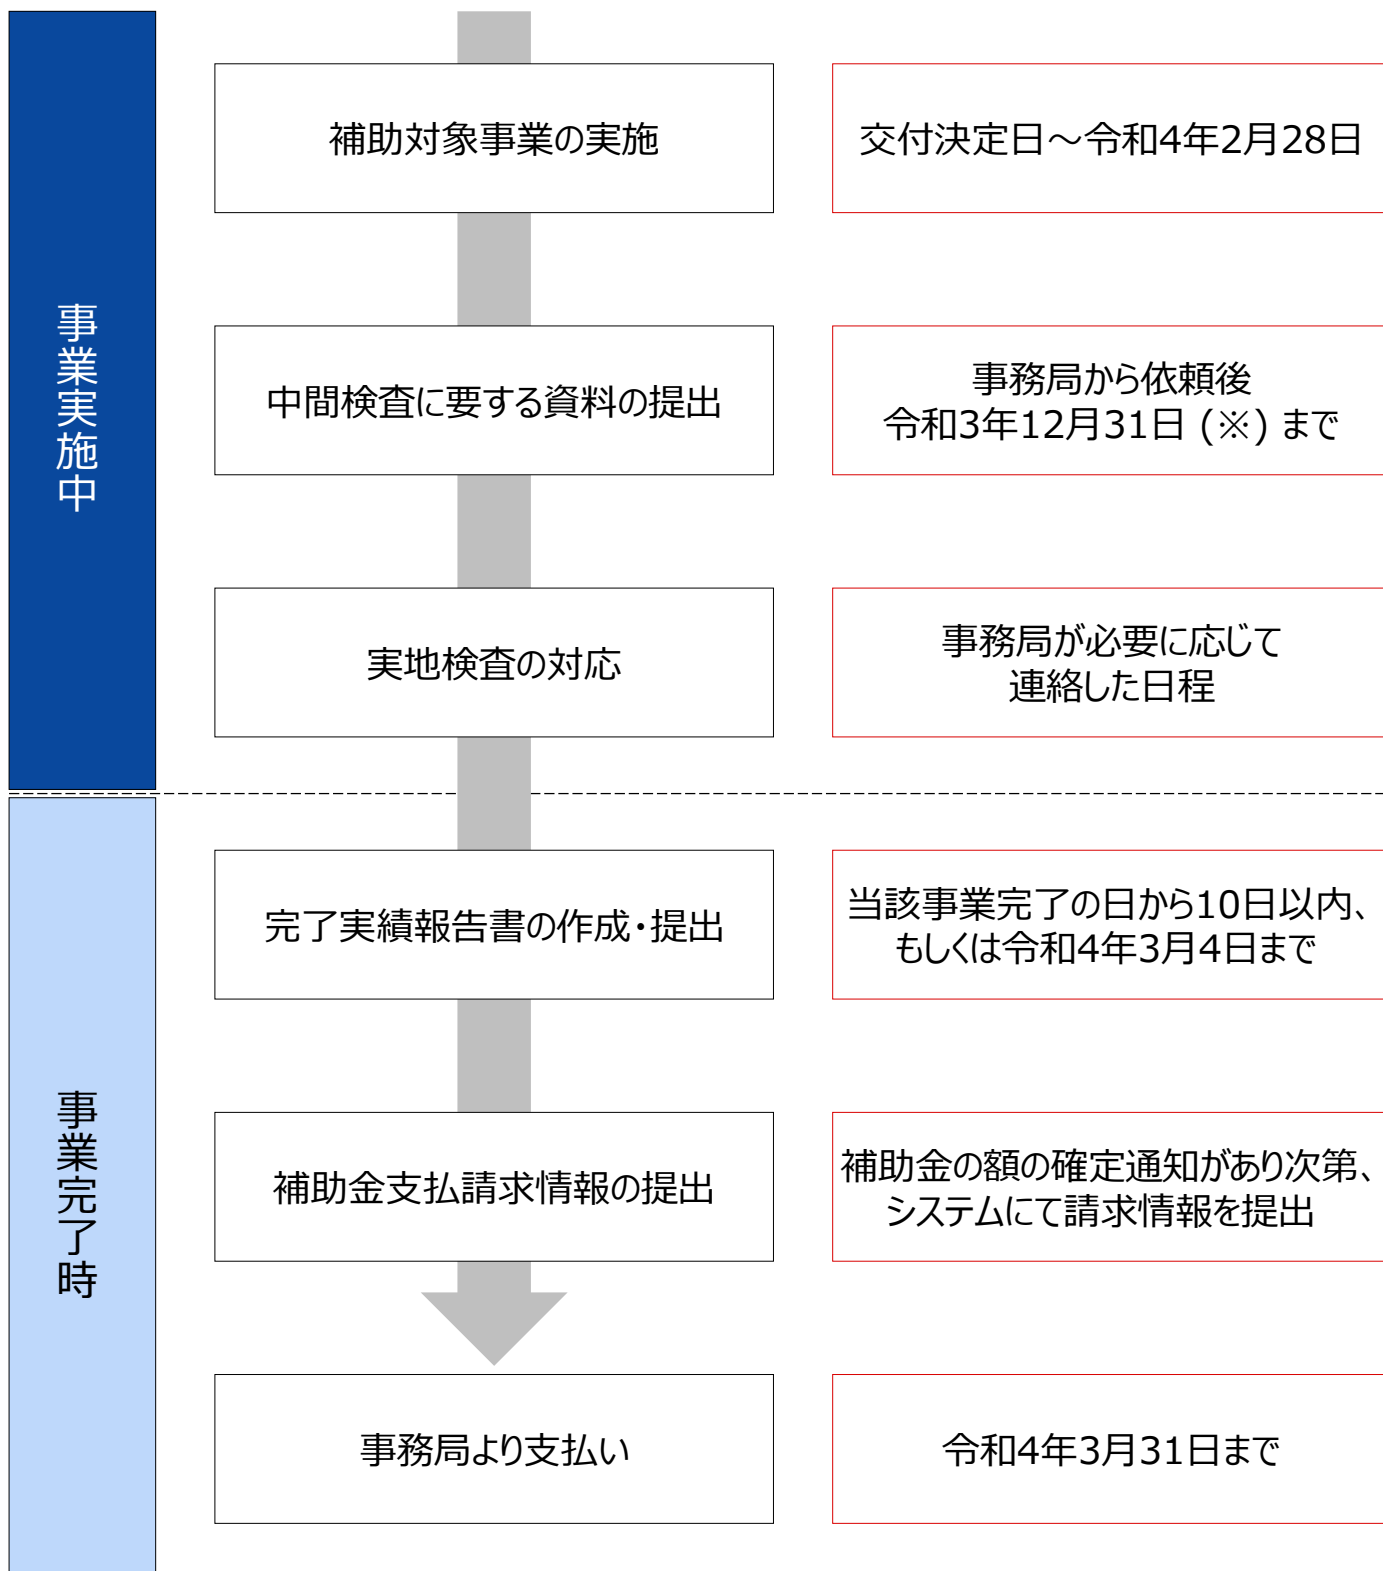 事業実施中
補助対象事業の実施
交付決定日～令和4年2月28日
中間検査に要する資料の提出
事務局から依頼後
令和3年12月31日 (※) まで
実地検査の対応
事務局が必要に応じて
連絡した日程
事業完了時
完了実績報告書の作成・提出
当該事業完了の日から10日以内、
もしくは令和4年3月4日まで
補助金支払請求情報の提出
補助金の額の確定通知があり次第、
システムにて請求情報を提出
事務局より支払い
令和4年3月31日まで